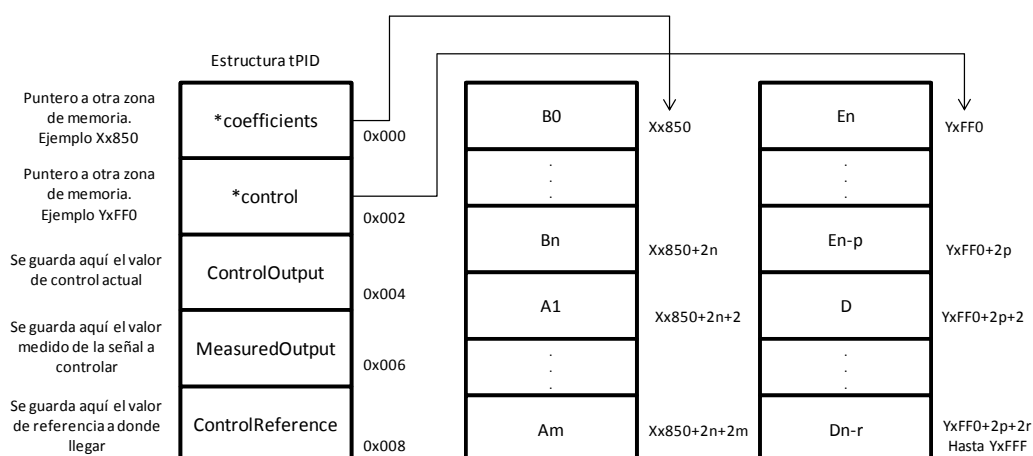 Estructura tPID
Puntero a otra zona
de memoria.
Ejemplo Xx850
*coefficients
0x000
Puntero a otra zona
de memoria.
Ejemplo YxFF0
*control
0x002
Se guarda aquí el valor
de control actual
ControlOutput
0x004
Se guarda aquí el valor
medido de la señal a
controlar
MeasuredOutput
0x006
Se guarda aquí el valor
de referencia a donde
llegar
ControlReference
0x008
B0
Xx850
.
.
.
Bn
Xx850+2n
A1
Xx850+2n+2
.
.
.
Am
Xx850+2n+2m
En
YxFF0
.
.
.
En-p
YxFF0+2p
D
YxFF0+2p+2
.
.
.
Dn-r
YxFF0+2p+2r
Hasta YxFFF